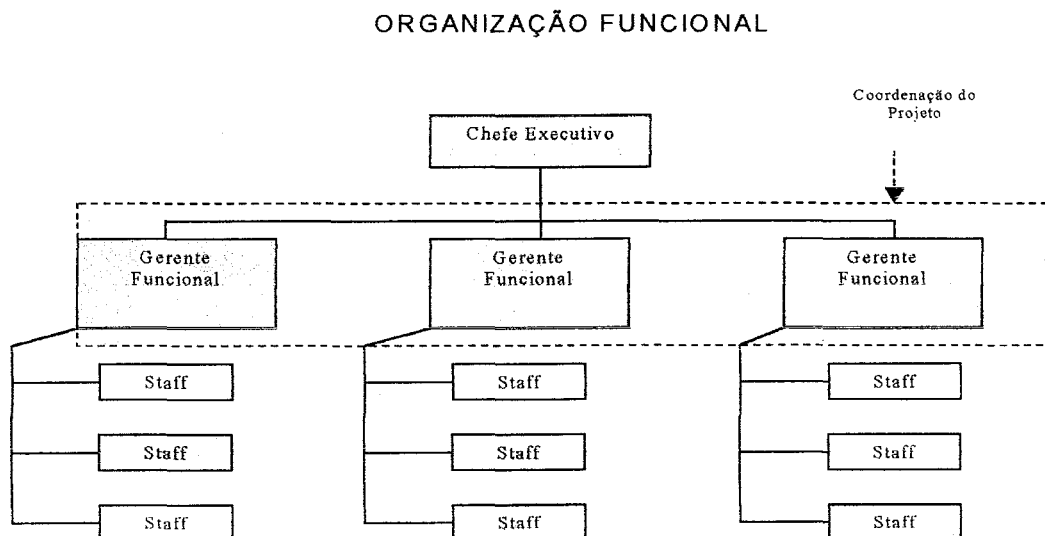 ORGANIZAÇÃO FUNCIONAL
Coordenação do
Projeto
Chefe Executivo
Gerente
Funcional
Gerente
Funcional
Gerente
Funcional
Staff
Staff
Staff
Staff
Staff
Staff
Staff
Staff
Staff